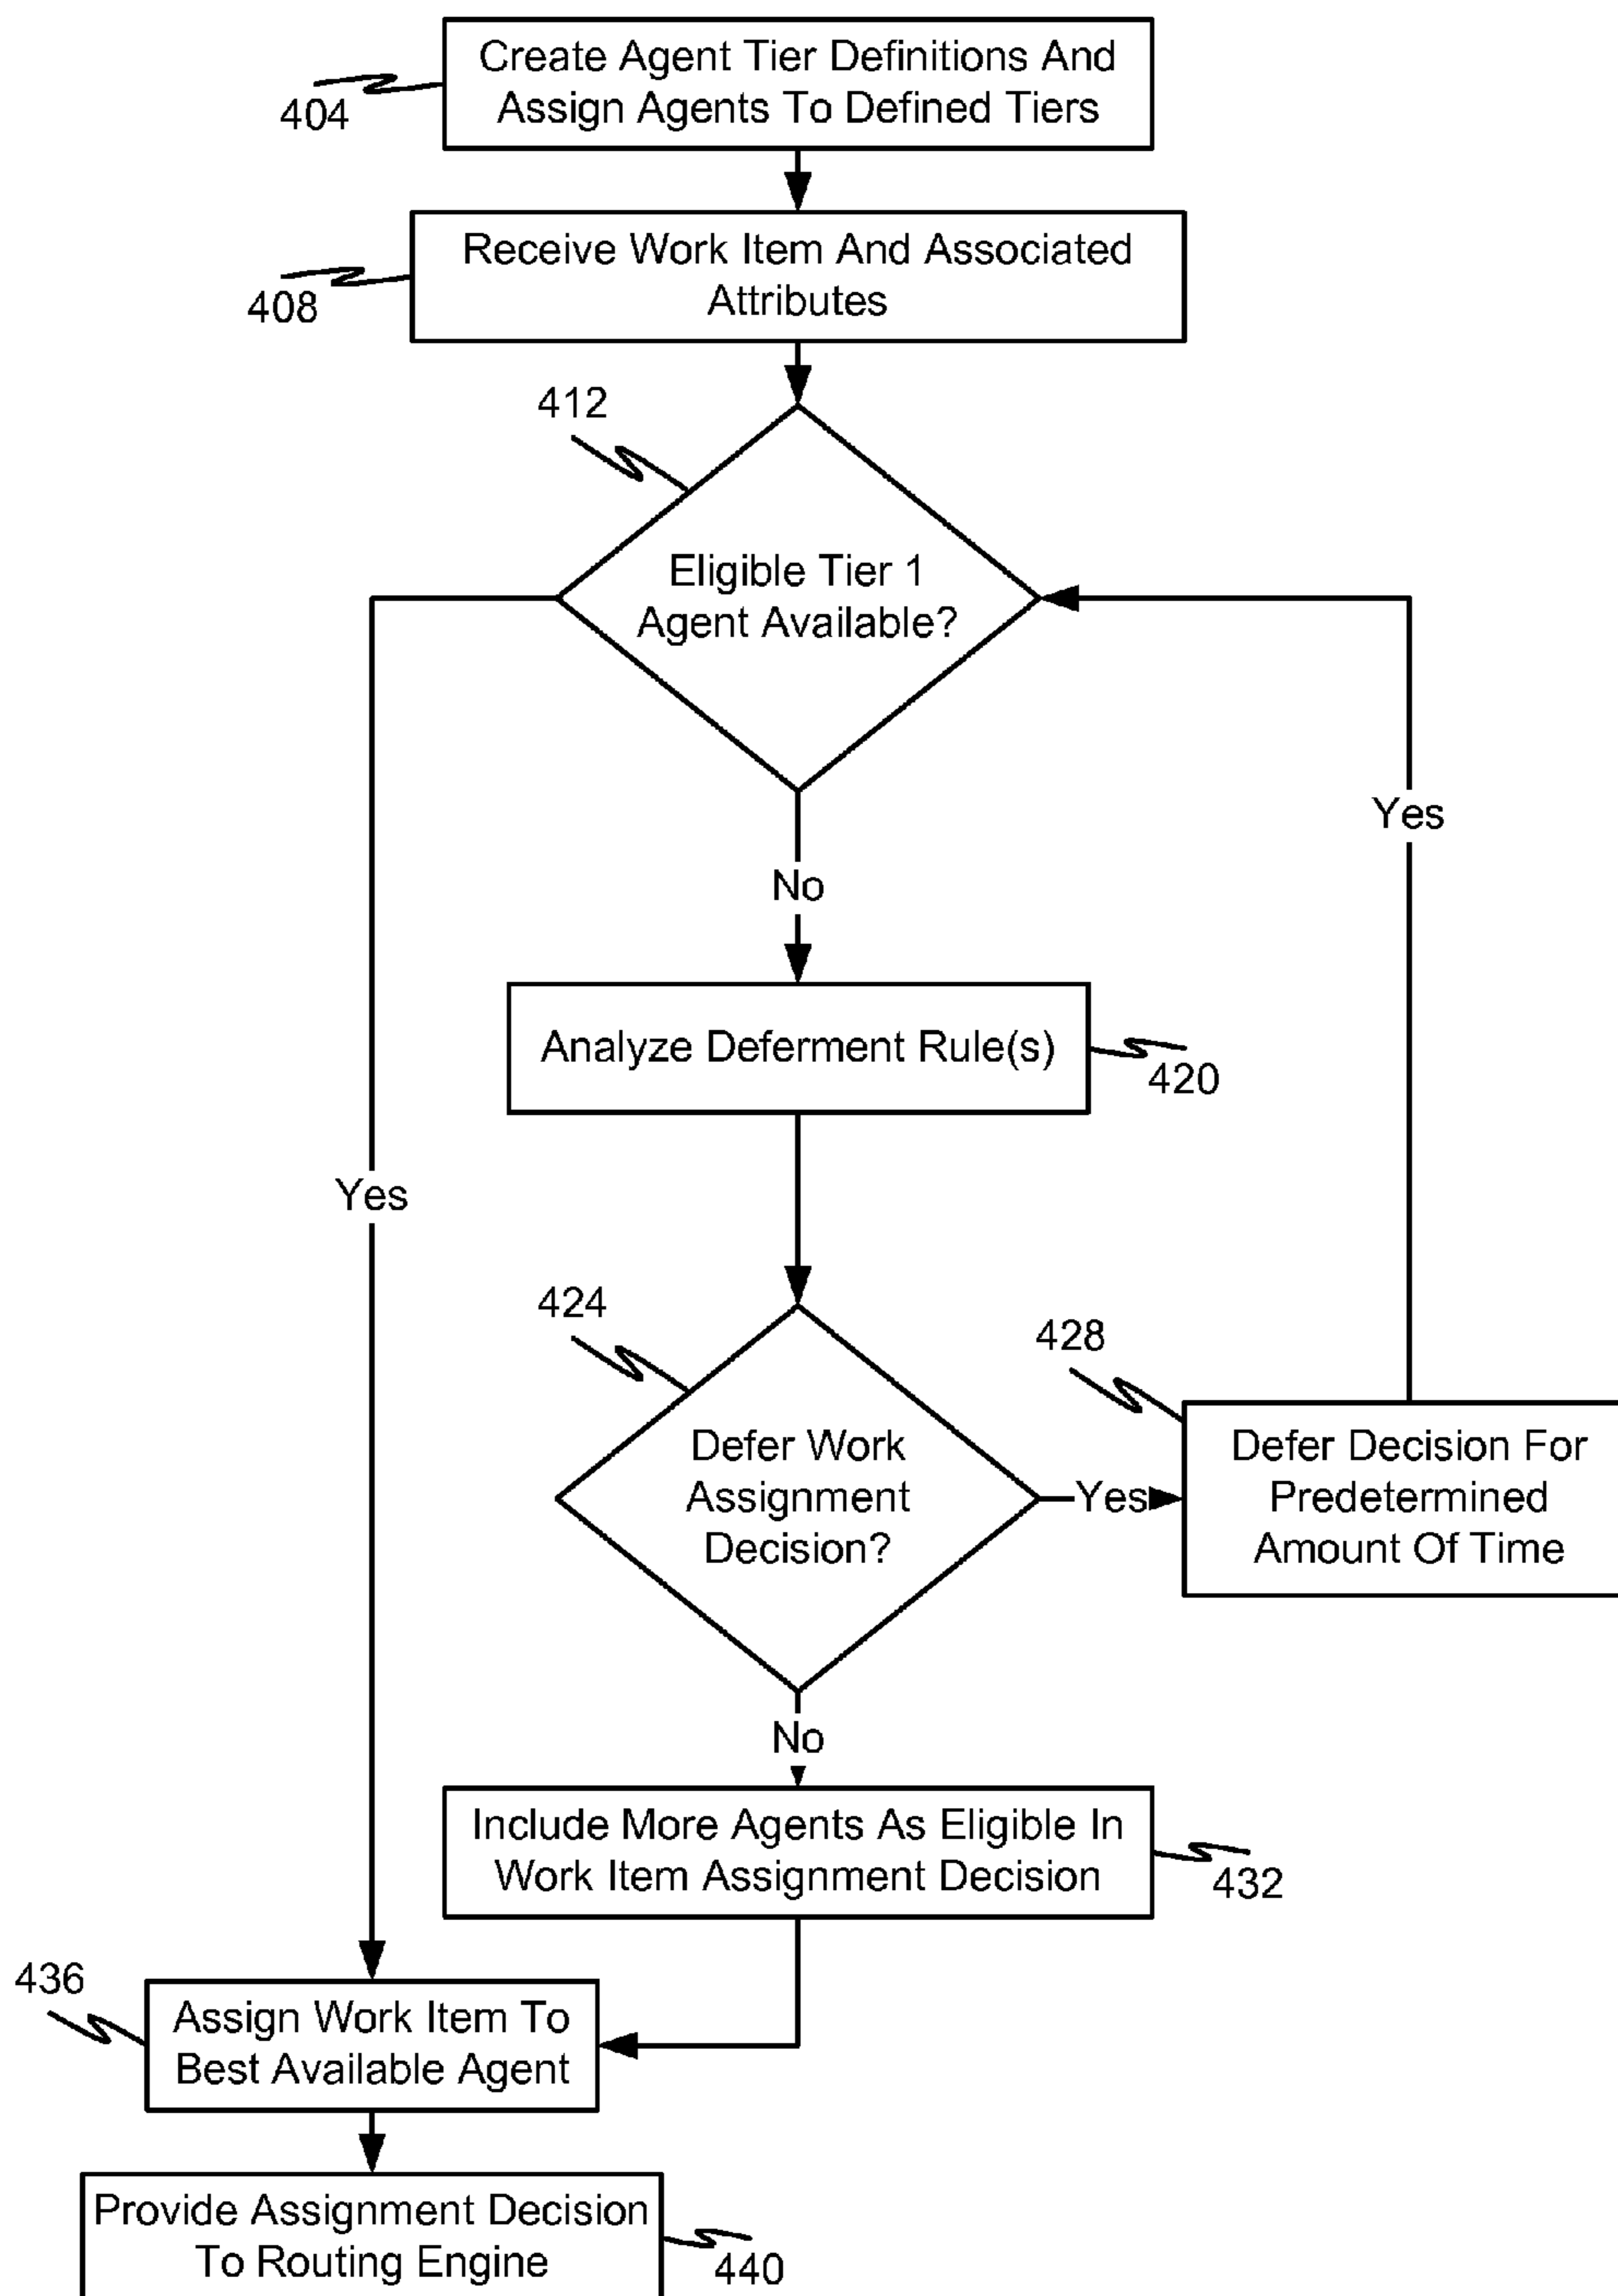 Create Agent Tier Definitions And
Assign Agents To Defined Tiers
404
Receive Work Item And Associated
Attributes
408
412
Eligible Tier 1
Agent Available?
Yes
No
Analyze Deferment Rule(s)
420
Yes
424
428
Defer Work
Assignment
Decision?
Yes
Defer Decision For
Predetermined
Amount Of Time
No
Include More Agents As Eligible In
Work Item Assignment Decision
432
436
Assign Work Item To
Best Available Agent
Provide Assignment Decision
To Routing Engine
440